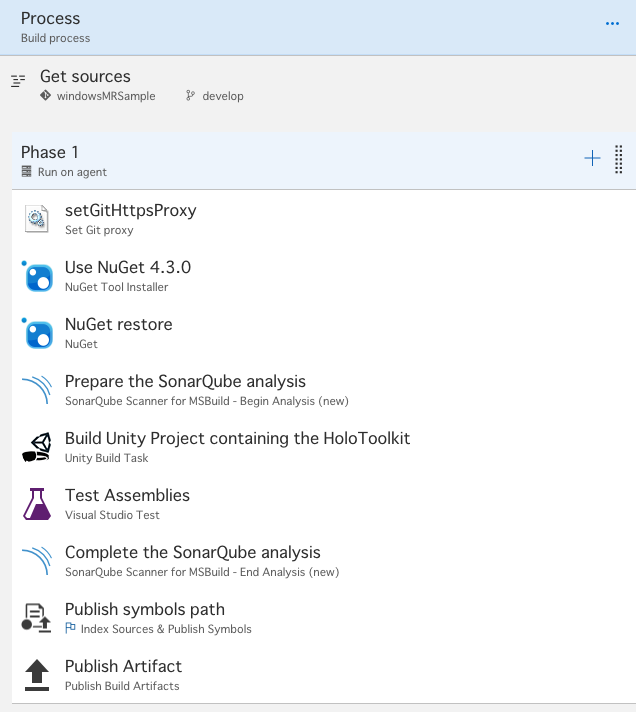 Process
Build process
Get sources
windowsMRSample develop
Phase 1
Run on agent
setGitHttpsProxy
Set Git proxy
Use NuGet 4.3.0
NuGet Tool Installer
NuGet restore
NuGet
Prepare the SonarQube analysis
SonarQube Scanner for MSBuild - Begin Analysis (new)
Build Unity Project containing the HoloToolkit
Unity Build Task
Test Assemblies
Visual Studio Test
Complete the SonarQube analysis
SonarQube Scanner for MSBuild - End Analysis (new)
Publish symbols path
Index Sources & Publish Symbols
Publish Artifact
Publish Build Artifacts